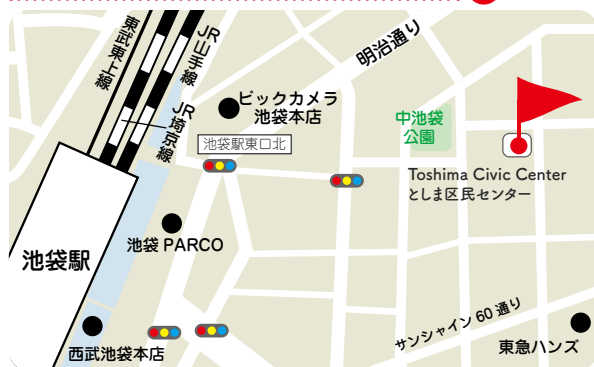 東武東上線
JR山手線
JR埼京線
明治通り
ビックカメラ
池袋本店
池袋駅東口北
中池袋
公園
Toshima Civic Center
としま区民センター
池袋 PARCO
池袋駅
西武池袋本店
サンシャイン 60 通り
東急ハンズ